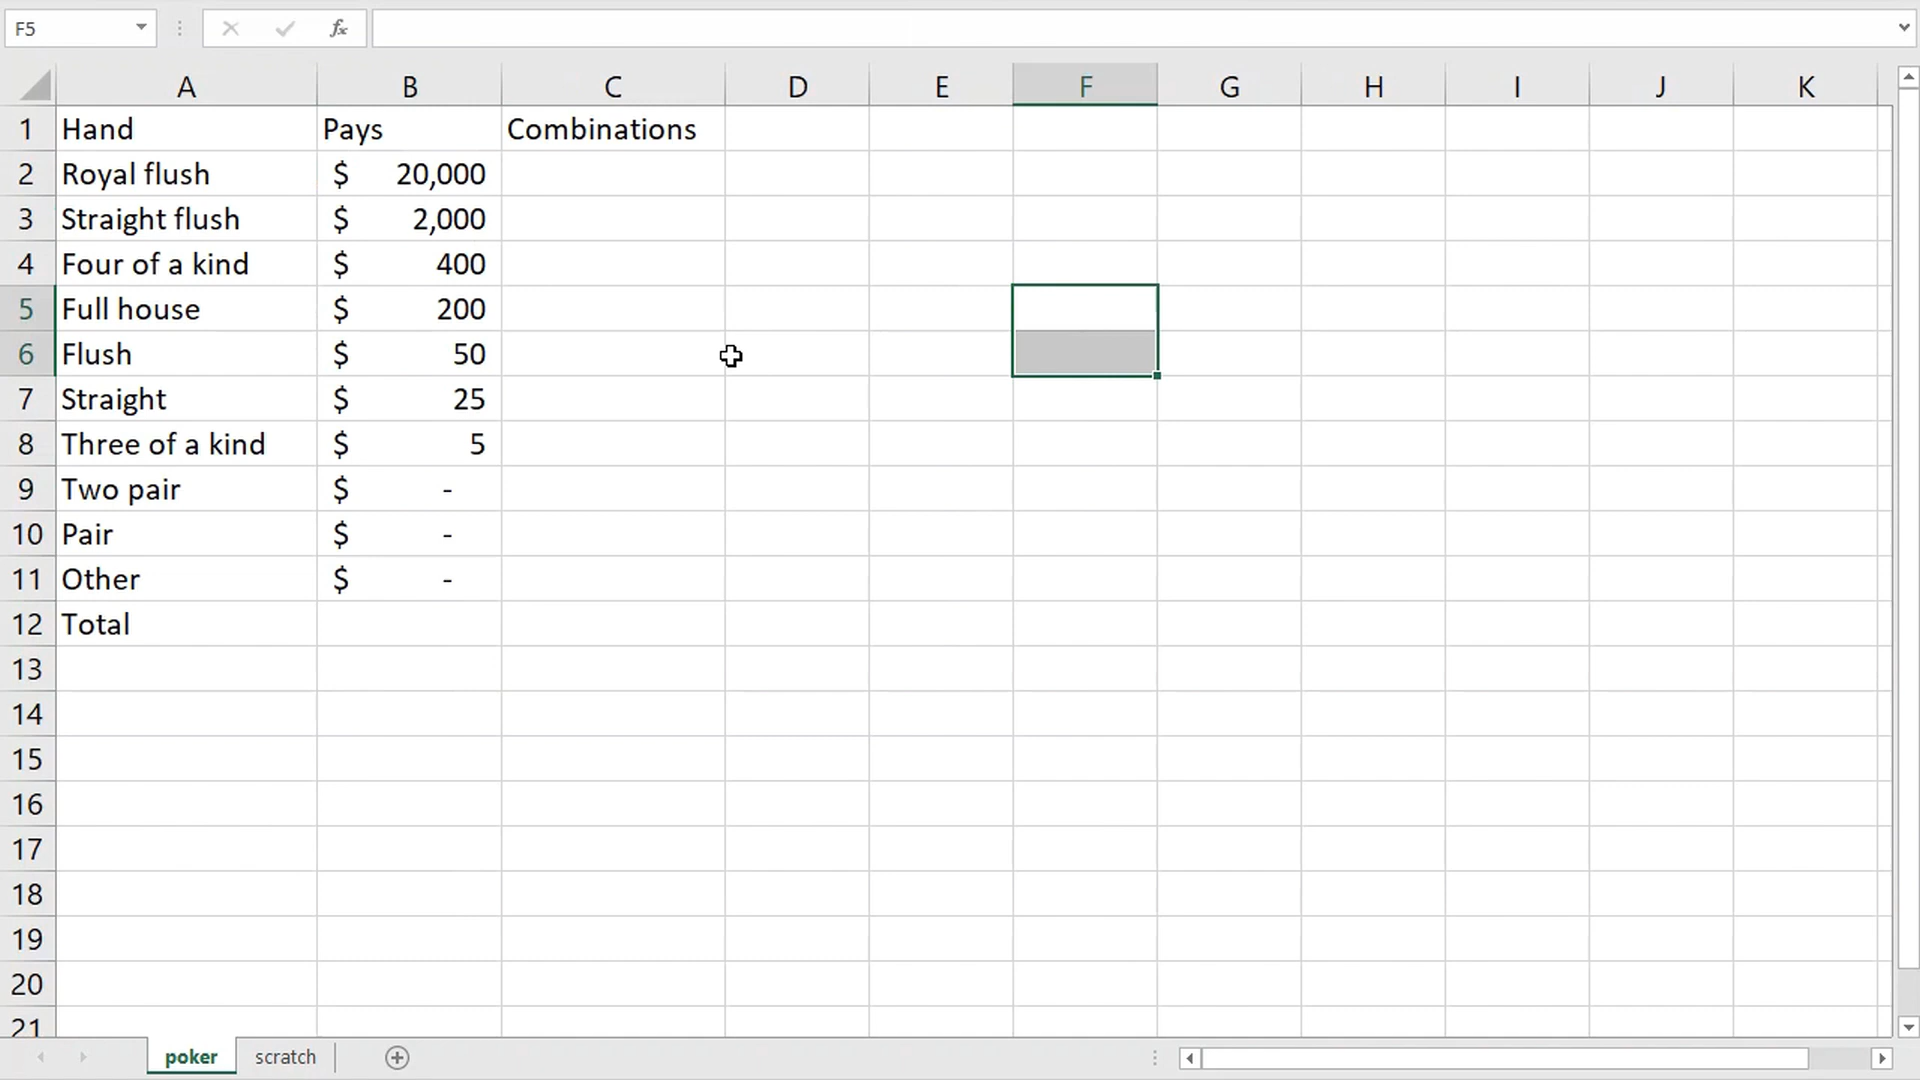 F5 fx
A B C D E F G H I J K
1 Hand Pays Combinations
2 Royal flush $ 20,000
3 Straight flush $ 2,000
4 Four of a kind $ 400
5 Full house $ 200
6 Flush $ 50
7 Straight $ 25
8 Three of a kind $ 5
9 Two pair $ -
10 Pair $ -
11 Other $ -
12 Total
13
14
15
16
17
18
19
20
21
poker scratch